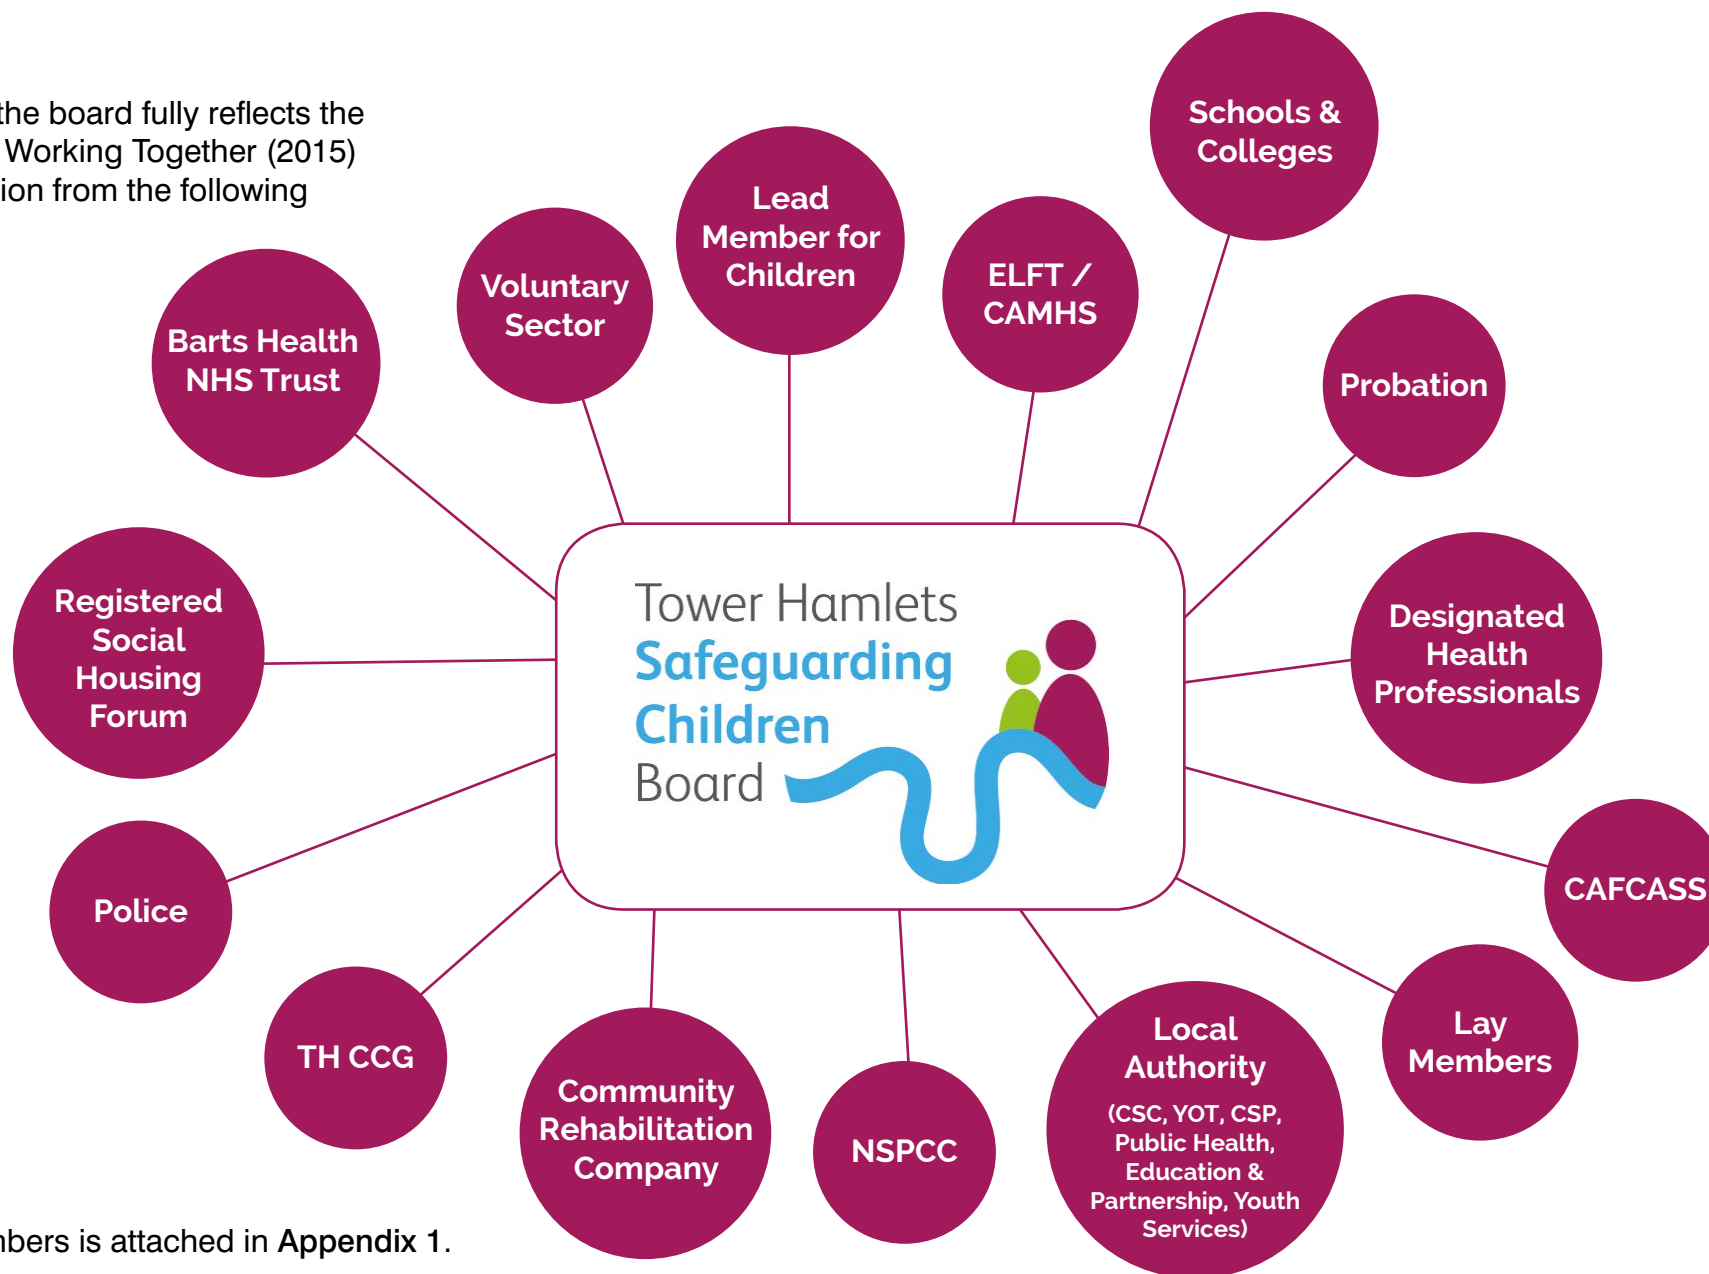 the board fully reflects the
Working Together (2015)
ion from the following
Schools &
Colleges
Lead
Member for
Children
ELFT /
CAMHS
Voluntary
Sector
Barts Health
NHS Trust
Probation
Registered
Social
Housing
Forum
Tower Hamlets
Safeguarding
Children
Board
Designated
Health
Professionals
Police
CAFCASS
TH CCG
Community
Rehabilitation
Company
NSPCC
Local
Authority
(CSC, YOT, CSP,
Public Health,
Education &
Partnership, Youth
Services)
Lay
Members
mbers is attached in Appendix 1.